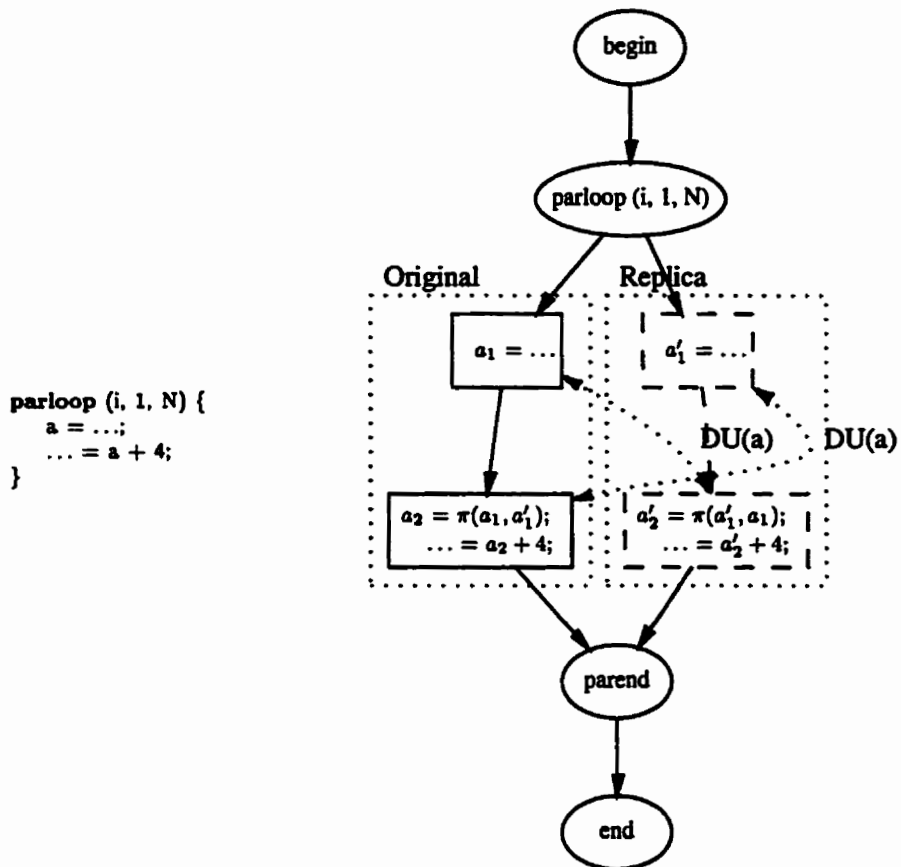 begin
parloop (i, 1, N)
Original
Replica
a₁ = …
a′₁ = …
parloop (i, 1, N) {
a = …;
… = a + 4;
}
DU(a)
DU(a)
a₂ = π(a₁, a′₁);
… = a₂ + 4;
a′₂ = π(a′₁, a₁);
… = a′₂ + 4;
parend
end